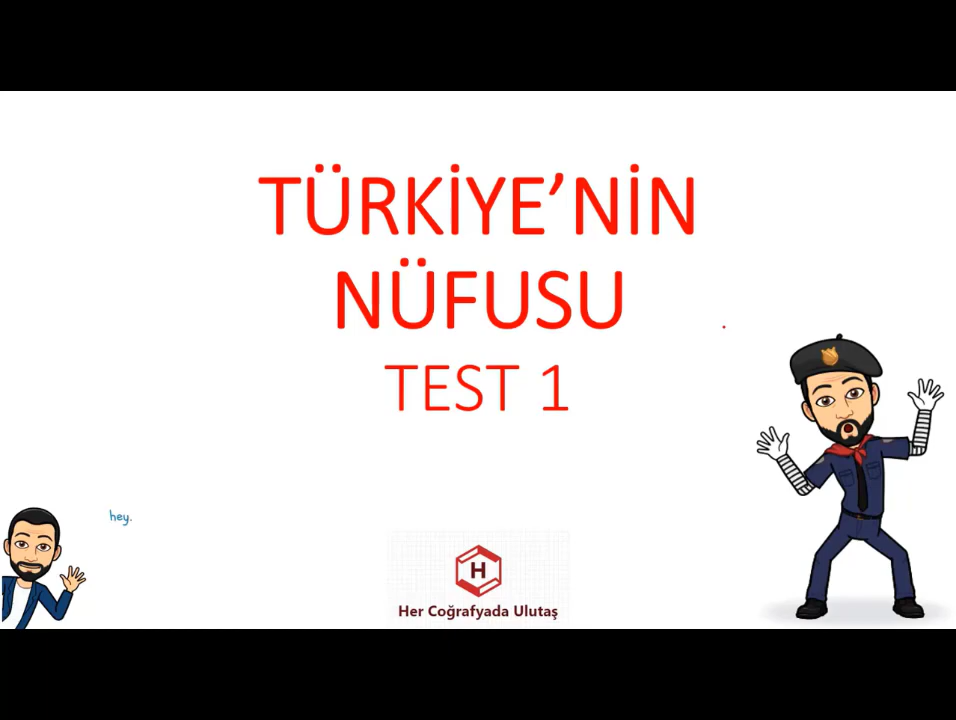 TÜRKİYE’NİN
NÜFUSU
TEST 1
hey.
H
Her Coğrafyada Ulutaş